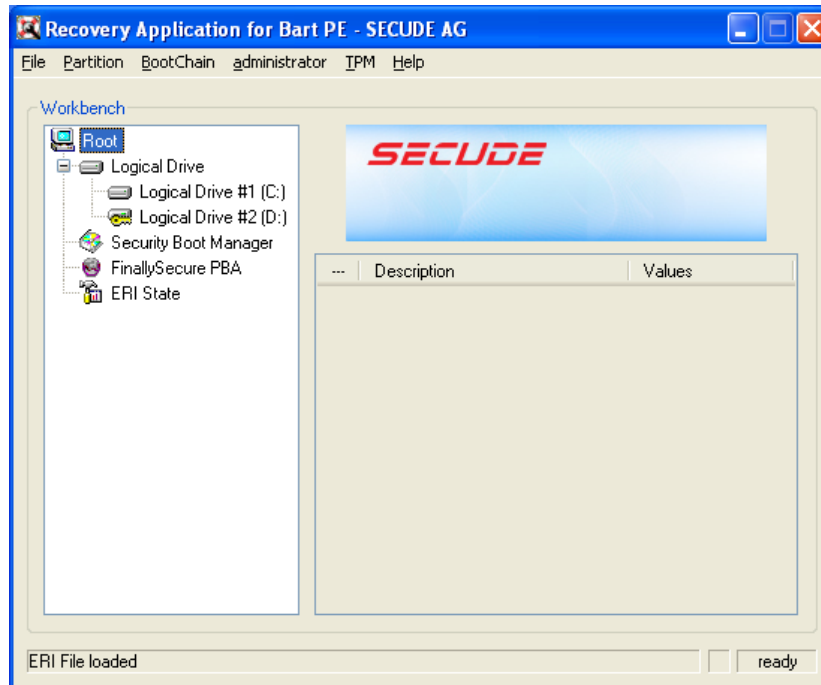 Recovery Application for Bart PE - SECUDE AG
File Partition BootChain administrator TPM Help
Workbench
Root
Logical Drive
Logical Drive #1 (C:)
Logical Drive #2 (D:)
Security Boot Manager
FinallySecure PBA
ERI State
SECUDE
--- Description Values
ERI File loaded ready